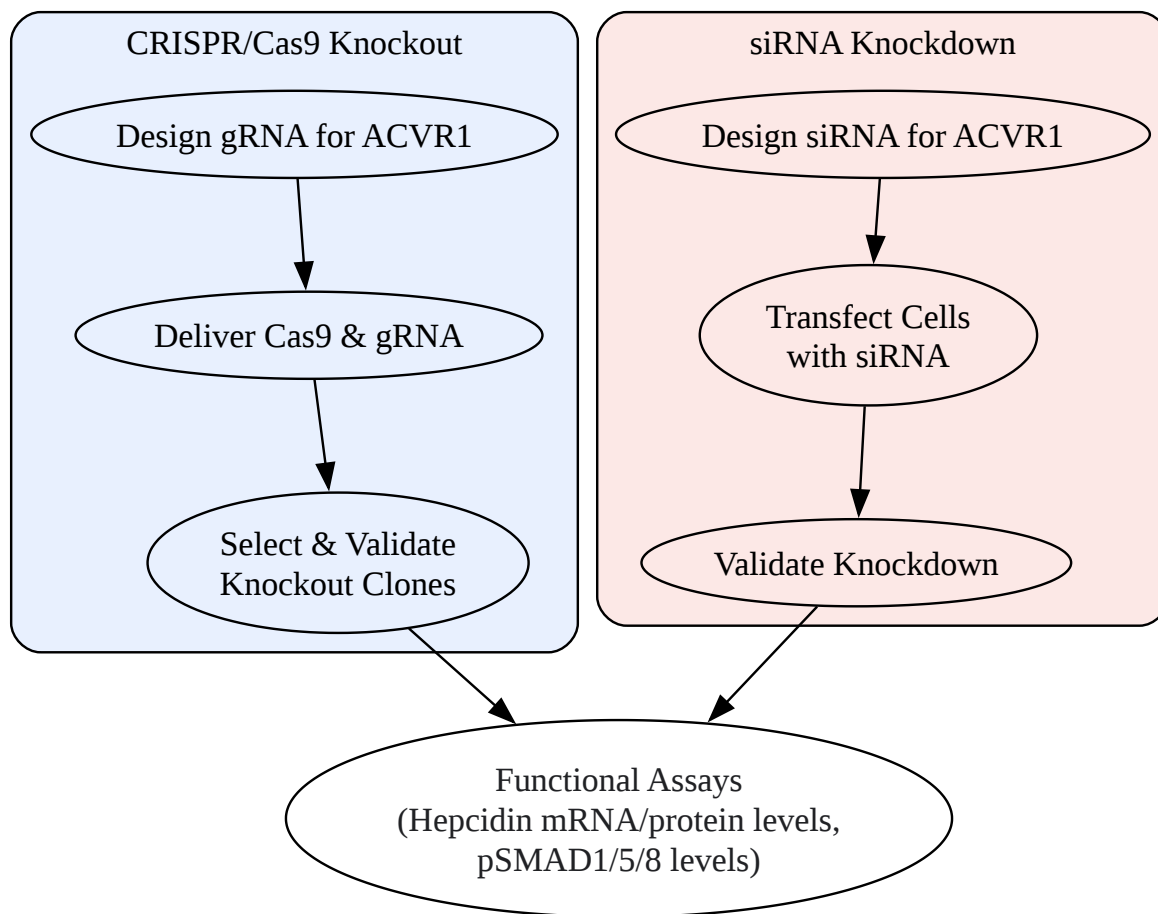 CRISPR/Cas9 Knockout
Design gRNA for ACVR1
Deliver Cas9 & gRNA
Select & Validate
Knockout Clones
siRNA Knockdown
Design siRNA for ACVR1
Transfect Cells
with siRNA
Validate Knockdown
Functional Assays
(Hepcidin mRNA/protein levels,
pSMAD1/5/8 levels)